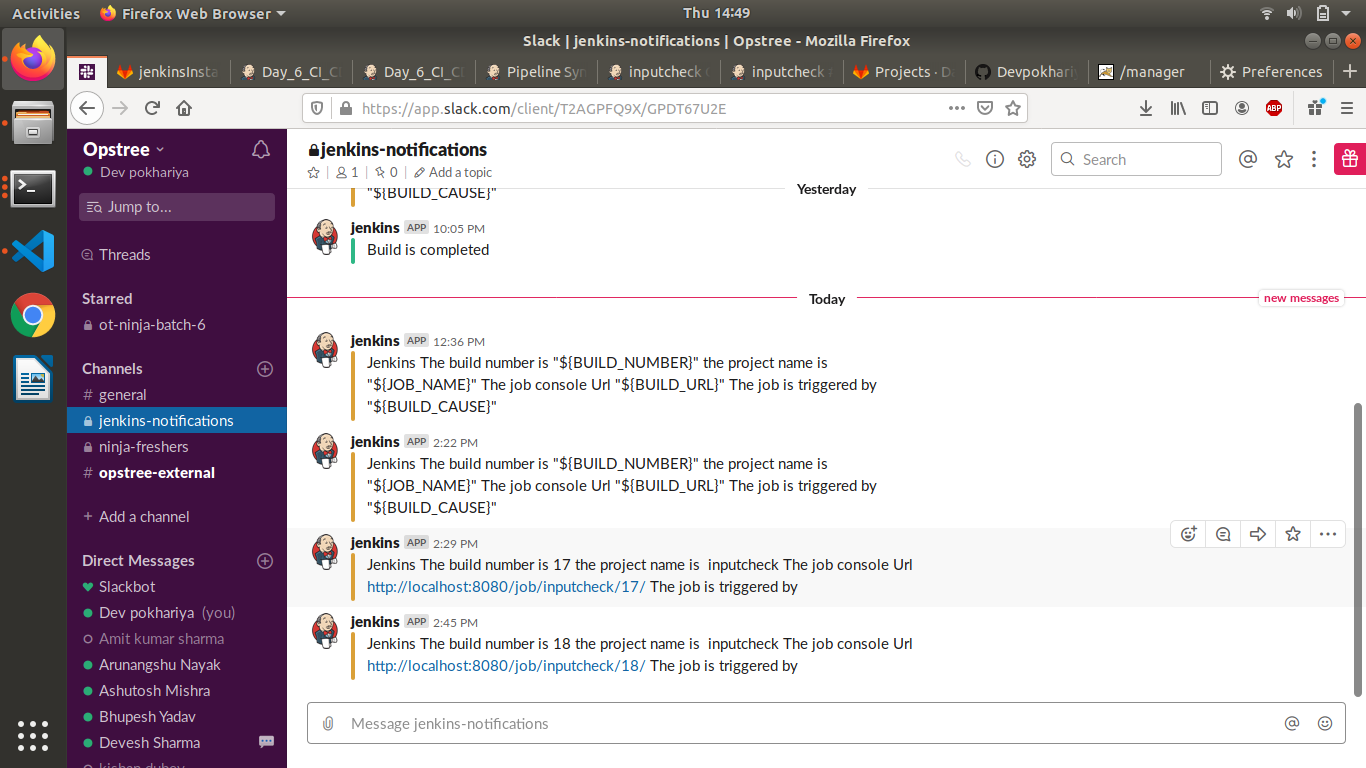 Activities Firefox Web Browser Thu 14:49
Slack | jenkins-notifications | Opstree - Mozilla Firefox
jenkinsInsta Day_6_CI_C Day_6_CI_C Pipeline Syn inputcheck inputcheck Projects · D Devpokhari /manager Preferences
https://app.slack.com/client/T2AGPFQ9X/GPDT67U2E
ABP
Opstree
Dev pokhariya
Jump to...
Threads
Starred
ot-ninja-batch-6
Channels
# general
jenkins-notifications
ninja-freshers
# opstree-external
+ Add a channel
Direct Messages
Slackbot
Dev pokhariya (you)
Amit kumar sharma
Arunangshu Nayak
Ashutosh Mishra
Bhupesh Yadav
Devesh Sharma
kishan dubey
jenkins-notifications
1 | 0 | Add a topic
Search
"${BUILD_CAUSE}"
Yesterday
jenkins APP 10:05 PM
Build is completed
Today
new messages
jenkins APP 12:36 PM
Jenkins The build number is "${BUILD_NUMBER}" the project name is
"${JOB_NAME}" The job console Url "${BUILD_URL}" The job is triggered by
"${BUILD_CAUSE}"
jenkins APP 2:22 PM
Jenkins The build number is "${BUILD_NUMBER}" the project name is
"${JOB_NAME}" The job console Url "${BUILD_URL}" The job is triggered by
"${BUILD_CAUSE}"
jenkins APP 2:29 PM
Jenkins The build number is 17 the project name is  inputcheck The job console Url
http://localhost:8080/job/inputcheck/17/ The job is triggered by
jenkins APP 2:45 PM
Jenkins The build number is 18 the project name is  inputcheck The job console Url
http://localhost:8080/job/inputcheck/18/ The job is triggered by
Message jenkins-notifications